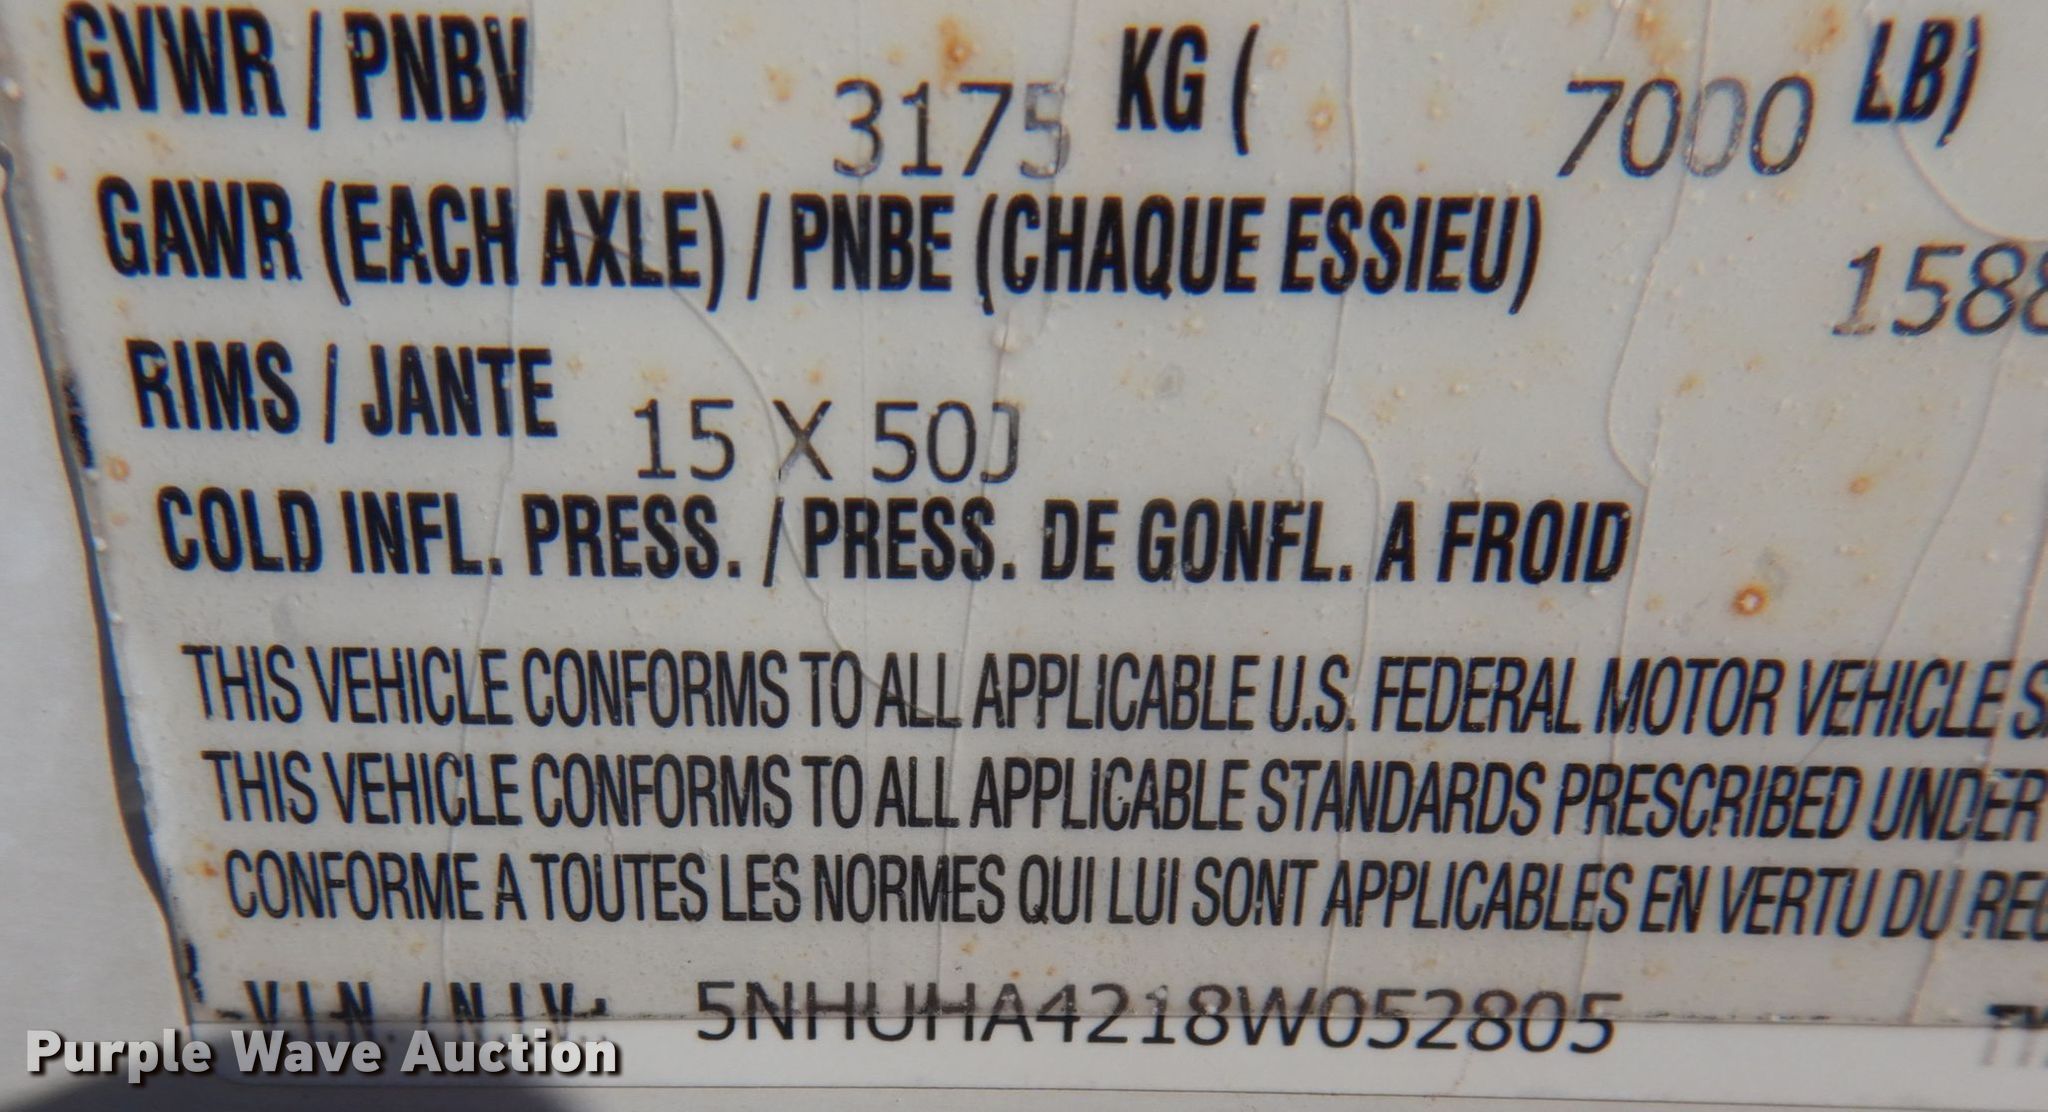 GVWR / PNBV 3175 KG ( 7000 LB)
GAWR (EACH AXLE) / PNBE (CHAQUE ESSIEU) 1588
RIMS / JANTE 15 X 50J
COLD INFL. PRESS. / PRESS. DE GONFL. A FROID
THIS VEHICLE CONFORMS TO ALL APPLICABLE U.S. FEDERAL MOTOR VEHICLE
THIS VEHICLE CONFORMS TO ALL APPLICABLE STANDARDS PRESCRIBED UNDER
CONFORME A TOUTES LES NORMES QUI LUI SONT APPLICABLES EN VERTU DU
V.I.N. / N.I.V. 5NHUHA4218W052805
Purple Wave Auction